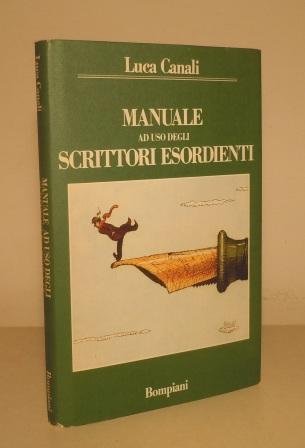 Luca Canali
MANUALE
AD USO DEGLI
SCRITTORI ESORDIENTI
Bompiani
Luca Canali
MANUALE AD USO DEGLI
Bompiani